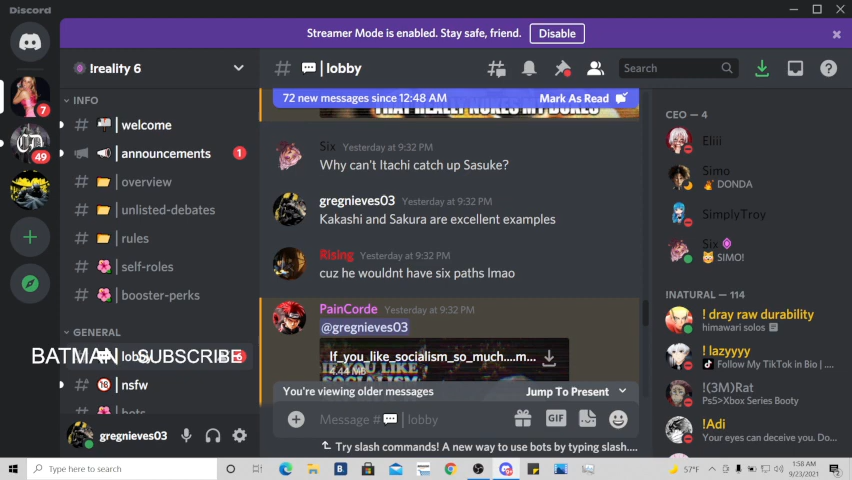 Discord
Streamer Mode is enabled. Stay safe, friend. Disable
!reality 6
# | lobby
Search
72 new messages since 12:48 AM Mark As Read
INFO
# | welcome
| announcements 1
# | overview
# | unlisted-debates
# | rules
# | self-roles
# | booster-perks
GENERAL
BATMAN SUBSCRIBE
# | nsfw
# | bots
gregnieves03
7
49
Six Yesterday at 9:32 PM
Why can't Itachi catch up Sasuke?
gregnieves03 Yesterday at 9:32 PM
Kakashi and Sakura are excellent examples
Rising Yesterday at 9:32 PM
cuz he wouldnt have six paths lmao
PainCorde Yesterday at 9:32 PM
@gregnieves03
If_you_like_socialism_so_much....m...
4.44 MB
IF YOU LIKE
You're viewing older messages Jump To Present
Message # | lobby
GIF
Try slash commands! A new way to use bots by typing slash....
CEO — 4
Eliii
Simo
DONDA
SimplyTroy
Six
SIMO!
!NATURAL — 114
! dray raw durability
himawari solos
! lazyyyy
Follow My TikTok in Bio |...
!(3M)Rat
Ps5>Xbox Series Booty
!Adi
Your eyes can deceive you. Do...
Type here to search
57°F
1:58 AM
9/23/2021
2